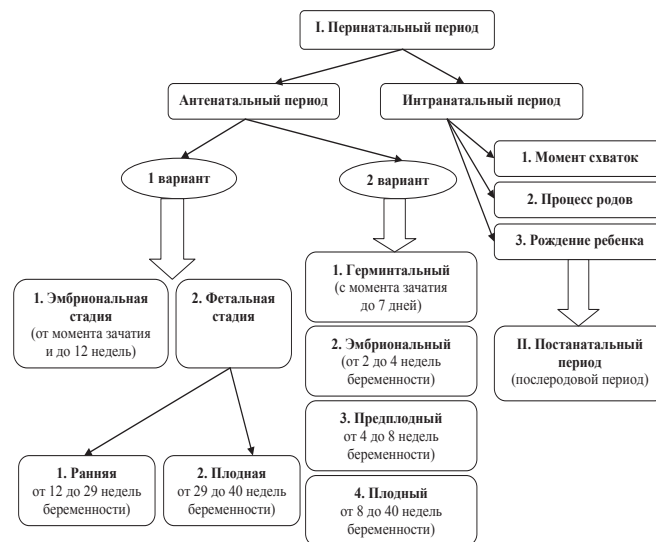 I. Перинатальный период
Антенатальный период
Интранатальный период
1 вариант
2 вариант
1. Момент схваток
2. Процесс родов
3. Рождение ребенка
1. Эмбриональная
стадия
(от момента зачатия
и до 12 недель)
2. Фетальная
стадия
1. Герминтальный
(с момента зачатия
до 7 дней)
2. Эмбриональный
(от 2 до 4 недель
беременности)
3. Предплодный
от 4 до 8 недель
беременности)
4. Плодный
от 8 до 40 недель
беременности)
II. Постанатальный
период
(послеродовой период)
1. Ранняя
от 12 до 29 недель
беременности)
2. Плодная
от 29 до 40 недель
беременности)